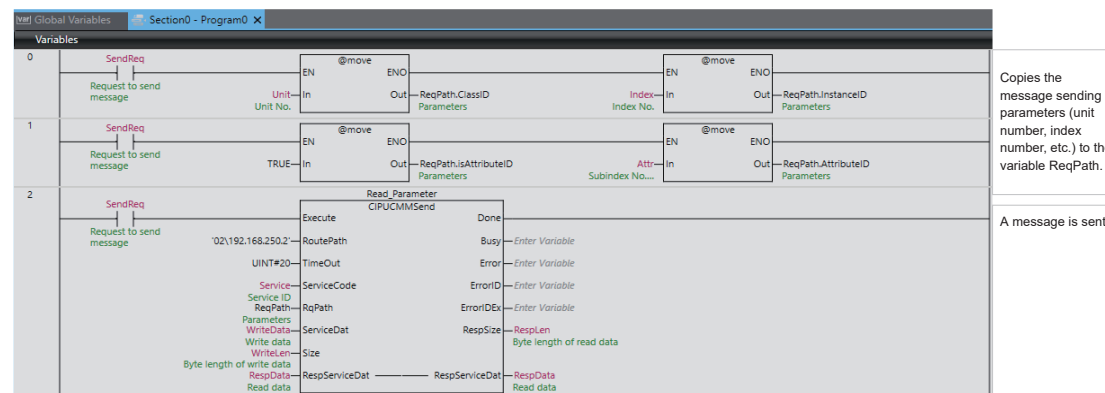 Global Variables
Section0 - Program0
Variables
0
SendReq
Request to send
message
@move
EN ENO
Unit In Out ReqPath.ClassID
Unit No. Parameters
@move
EN ENO
Index In Out ReqPath.InstanceID
Index No. Parameters
1
SendReq
Request to send
message
@move
EN ENO
TRUE In Out ReqPath.isAttributeID
Parameters
@move
EN ENO
Attr In Out ReqPath.AttributeID
Subindex No.... Parameters
2
SendReq
Request to send
message
Read_Parameter
CIPUCMMSend
Execute Done
'02\192.168.250.2' RoutePath Busy Enter Variable
UINT#20 TimeOut Error Enter Variable
Service ServiceCode ErrorID Enter Variable
Service ID
ReqPath RqPath ErrorIDEx Enter Variable
Parameters
WriteData ServiceDat RespSize RespLen
Write data Byte length of read data
WriteLen Size
Byte length of write data
RespData RespServiceDat RespServiceDat RespData
Read data Read data
Copies the
message sending
parameters (unit
number, index
number, etc.) to th
variable ReqPath.
A message is sent